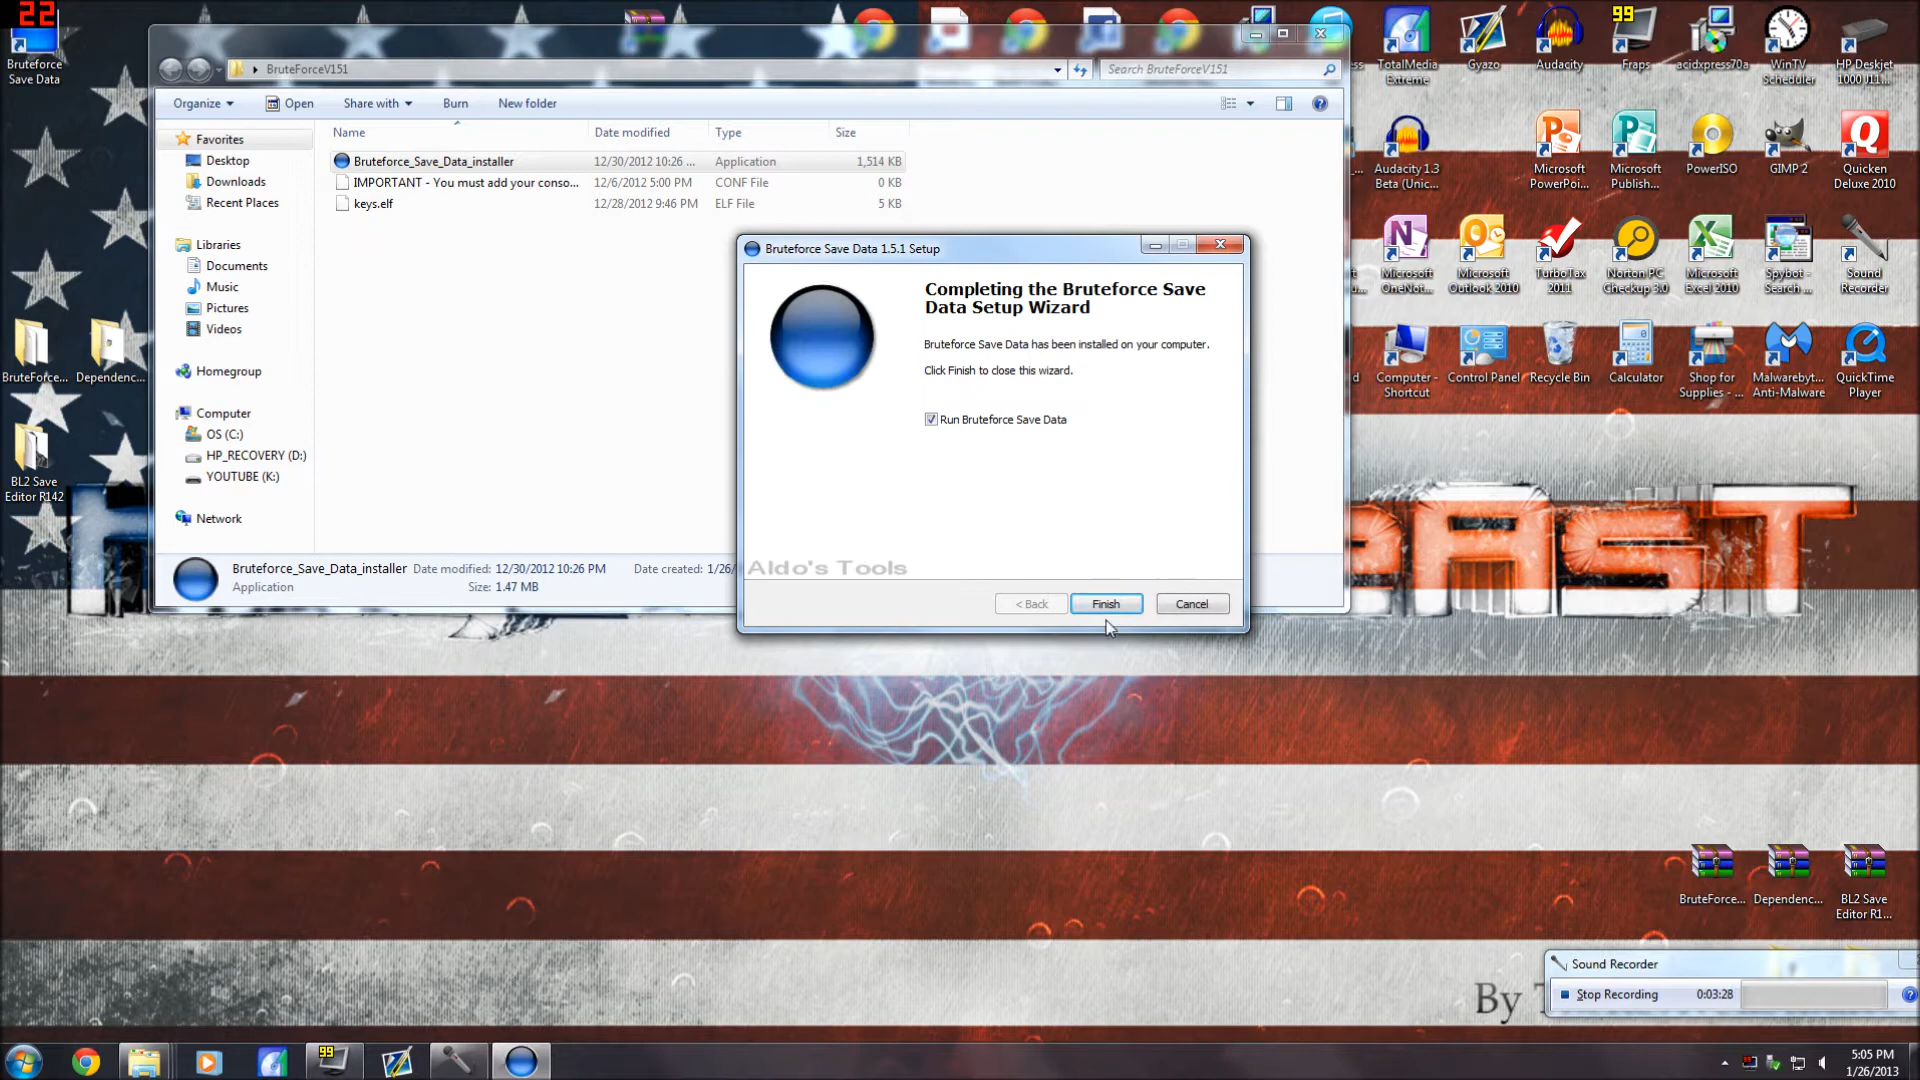 22
Bruteforce
Save Data
BruteForceV151
Search BruteForceV151
Organize
Open
Share with
Burn
New folder
Name
Date modified
Type
Size
Bruteforce_Save_Data_installer
12/30/2012 10:26 ...
Application
1,514 KB
IMPORTANT - You must add your conso...
12/6/2012 5:00 PM
CONF File
0 KB
keys.elf
12/28/2012 9:46 PM
ELF File
5 KB
Favorites
Desktop
Downloads
Recent Places
Libraries
Documents
Music
Pictures
Videos
Homegroup
Computer
OS (C:)
HP_RECOVERY (D:)
YOUTUBE (K:)
Network
Bruteforce_Save_Data_installer
Date modified: 12/30/2012 10:26 PM
Date created: 1/26/
Application
Size: 1.47 MB
Bruteforce Save Data 1.5.1 Setup
Completing the Bruteforce Save
Data Setup Wizard
Bruteforce Save Data has been installed on your computer.
Click Finish to close this wizard.
Run Bruteforce Save Data
Aldo's Tools
< Back
Finish
Cancel
BruteForce...
Dependenc...
BL2 Save
Editor R142
TotalMedia
Extreme
Gyazo
Audacity
99
Fraps
acidxpress70a
WinTV
Scheduler
HP Deskjet
1000 J11...
Audacity 1.3
Beta (Unic...
Microsoft
PowerPoi...
Microsoft
Publish...
PowerISO
GIMP 2
Quicken
Deluxe 2010
Microsoft
OneNot...
Microsoft
Outlook 2010
TurboTax
2011
Norton PC
Checkup 3.0
Microsoft
Excel 2010
Spybot -
Search ...
Sound
Recorder
Computer -
Shortcut
Control Panel
Recycle Bin
Calculator
Shop for
Supplies - ...
Malwarebyt...
Anti-Malware
QuickTime
Player
BruteForce...
Dependenc...
BL2 Save
Editor R1...
Sound Recorder
Stop Recording
0:03:28
By
99
5:05 PM
1/26/2013